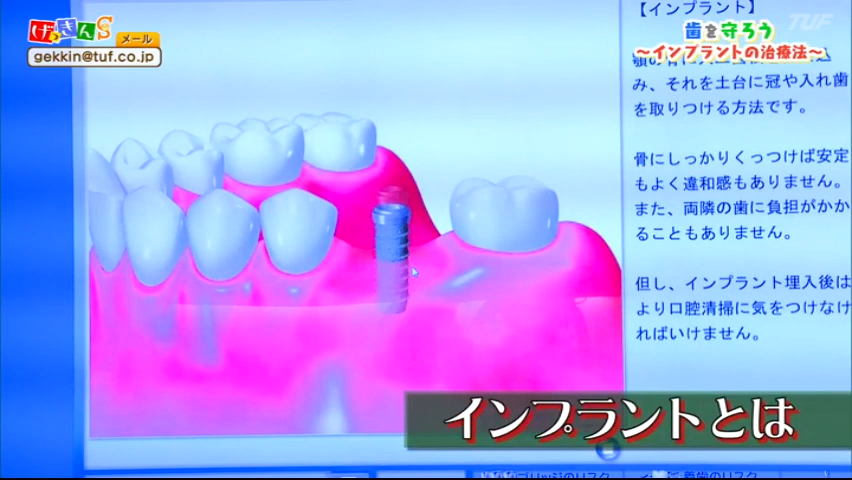 げっきんS
メール
gekkin@tuf.co.jp
TUF
歯を守ろう
～インプラントの治療法～
【インプラント】
み、それを土台に冠や入れ歯
を取りつける方法です。
骨にしっかりくっつけば安定
もよく違和感もありません。
また、両隣の歯に負担がかか
ることもありません。
但し、インプラント埋入後は
より口腔清掃に気をつけなけ
ればいけません。
インプラントとは